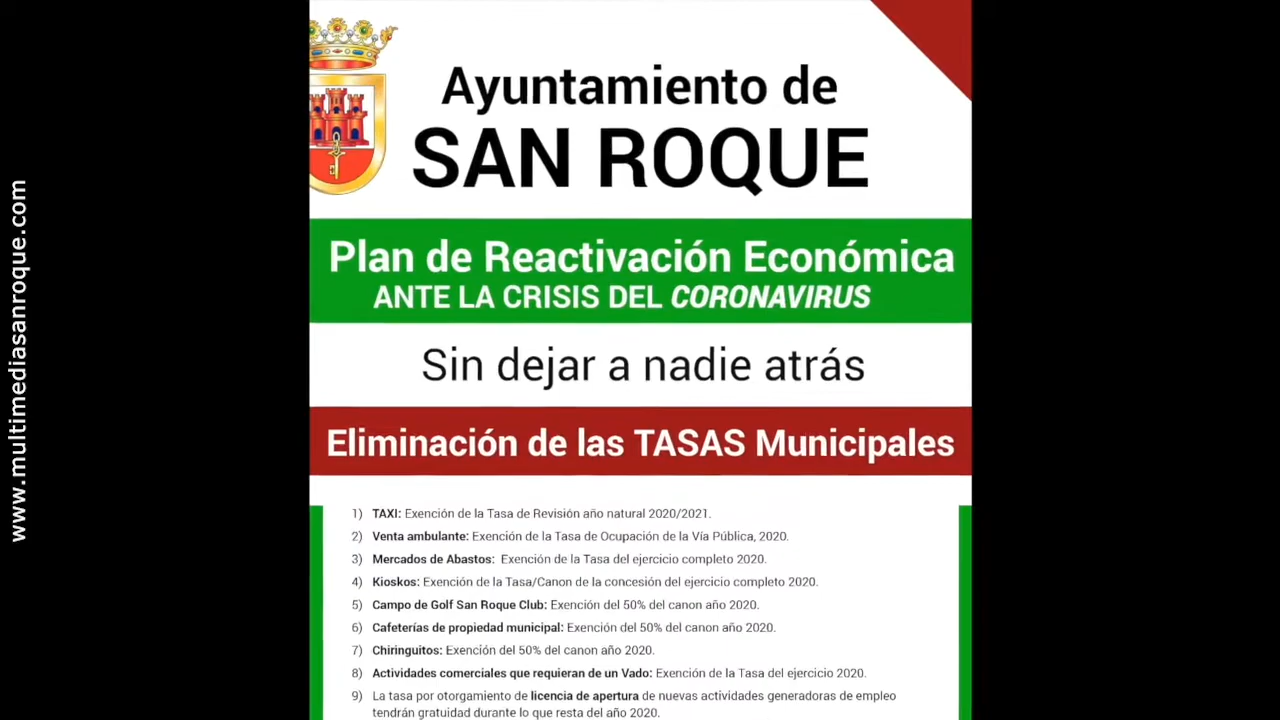 www.multimediasanroque.com
Ayuntamiento de
SAN ROQUE
Plan de Reactivación Económica
ANTE LA CRISIS DEL CORONAVIRUS
Sin dejar a nadie atrás
Eliminación de las TASAS Municipales
1) TAXI: Exención de la Tasa de Revisión año natural 2020/2021.
2) Venta ambulante: Exención de la Tasa de Ocupación de la Vía Pública, 2020.
3) Mercados de Abastos: Exención de la Tasa del ejercicio completo 2020.
4) Kioskos: Exención de la Tasa/Canon de la concesión del ejercicio completo 2020.
5) Campo de Golf San Roque Club: Exención del 50% del canon año 2020.
6) Cafeterías de propiedad municipal: Exención del 50% del canon año 2020.
7) Chiringuitos: Exención del 50% del canon año 2020.
8) Actividades comerciales que requieran de un Vado: Exención de la Tasa del ejercicio 2020.
9) La tasa por otorgamiento de licencia de apertura de nuevas actividades generadoras de empleo
tendrán gratuidad durante lo que resta del año 2020.